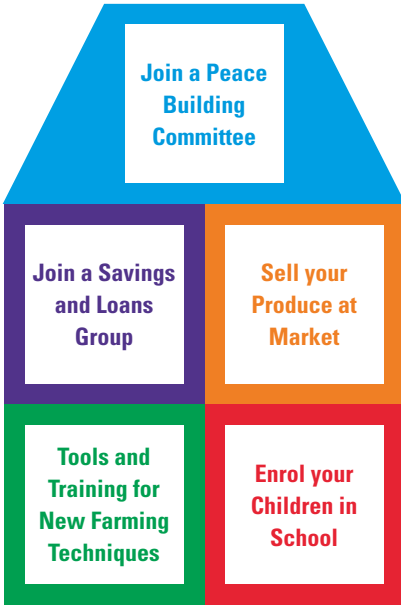 Join a Peace
Building
Committee
Join a Savings
and Loans
Group
Sell your
Produce at
Market
Tools and
Training for
New Farming
Techniques
Enrol your
Children in
School